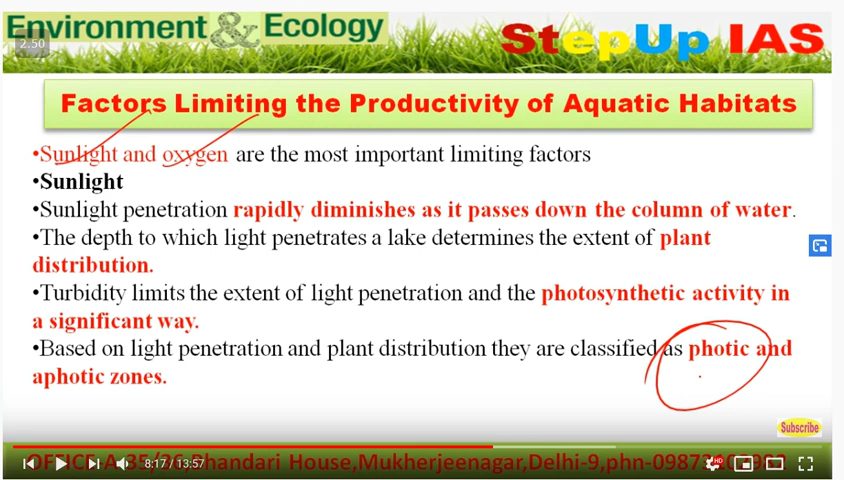 Environment & Ecology
StepUp IAS
2.50
Factors Limiting the Productivity of Aquatic Habitats
•Sunlight and oxygen are the most important limiting factors
•Sunlight
•Sunlight penetration rapidly diminishes as it passes down the column of water.
•The depth to which light penetrates a lake determines the extent of plant
distribution.
•Turbidity limits the extent of light penetration and the photosynthetic activity in
a significant way.
•Based on light penetration and plant distribution they are classified as photic and
aphotic zones.
Subscribe
OFFICE-A-35/36,Bhandari House,Mukherjeenagar,Delhi-9,phn-
8:17 / 13:57
HD